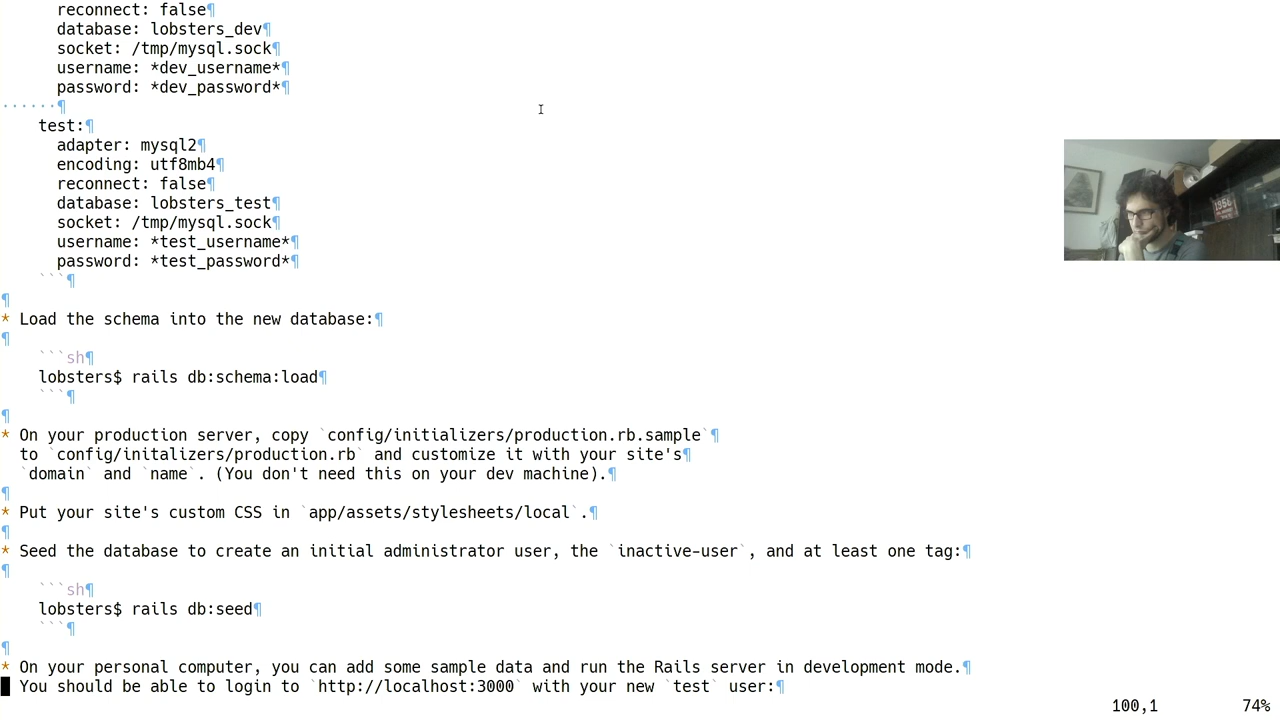 reconnect: false¶
database: lobsters_dev¶
socket: /tmp/mysql.sock¶
username: *dev_username*¶
password: *dev_password*¶
······¶
test:¶
adapter: mysql2¶
encoding: utf8mb4¶
reconnect: false¶
database: lobsters_test¶
socket: /tmp/mysql.sock¶
username: *test_username*¶
password: *test_password*¶
```¶
¶
* Load the schema into the new database:¶
¶
```sh¶
lobsters$ rails db:schema:load¶
```¶
¶
* On your production server, copy `config/initializers/production.rb.sample`¶
to `config/initalizers/production.rb` and customize it with your site's¶
`domain` and `name`. (You don't need this on your dev machine).¶
¶
* Put your site's custom CSS in `app/assets/stylesheets/local`.¶
¶
* Seed the database to create an initial administrator user, the `inactive-user`, and at least one tag:¶
¶
```sh¶
lobsters$ rails db:seed¶
```¶
¶
* On your personal computer, you can add some sample data and run the Rails server in development mode.¶
You should be able to login to `http://localhost:3000` with your new `test` user:¶
100,1 74%
1956